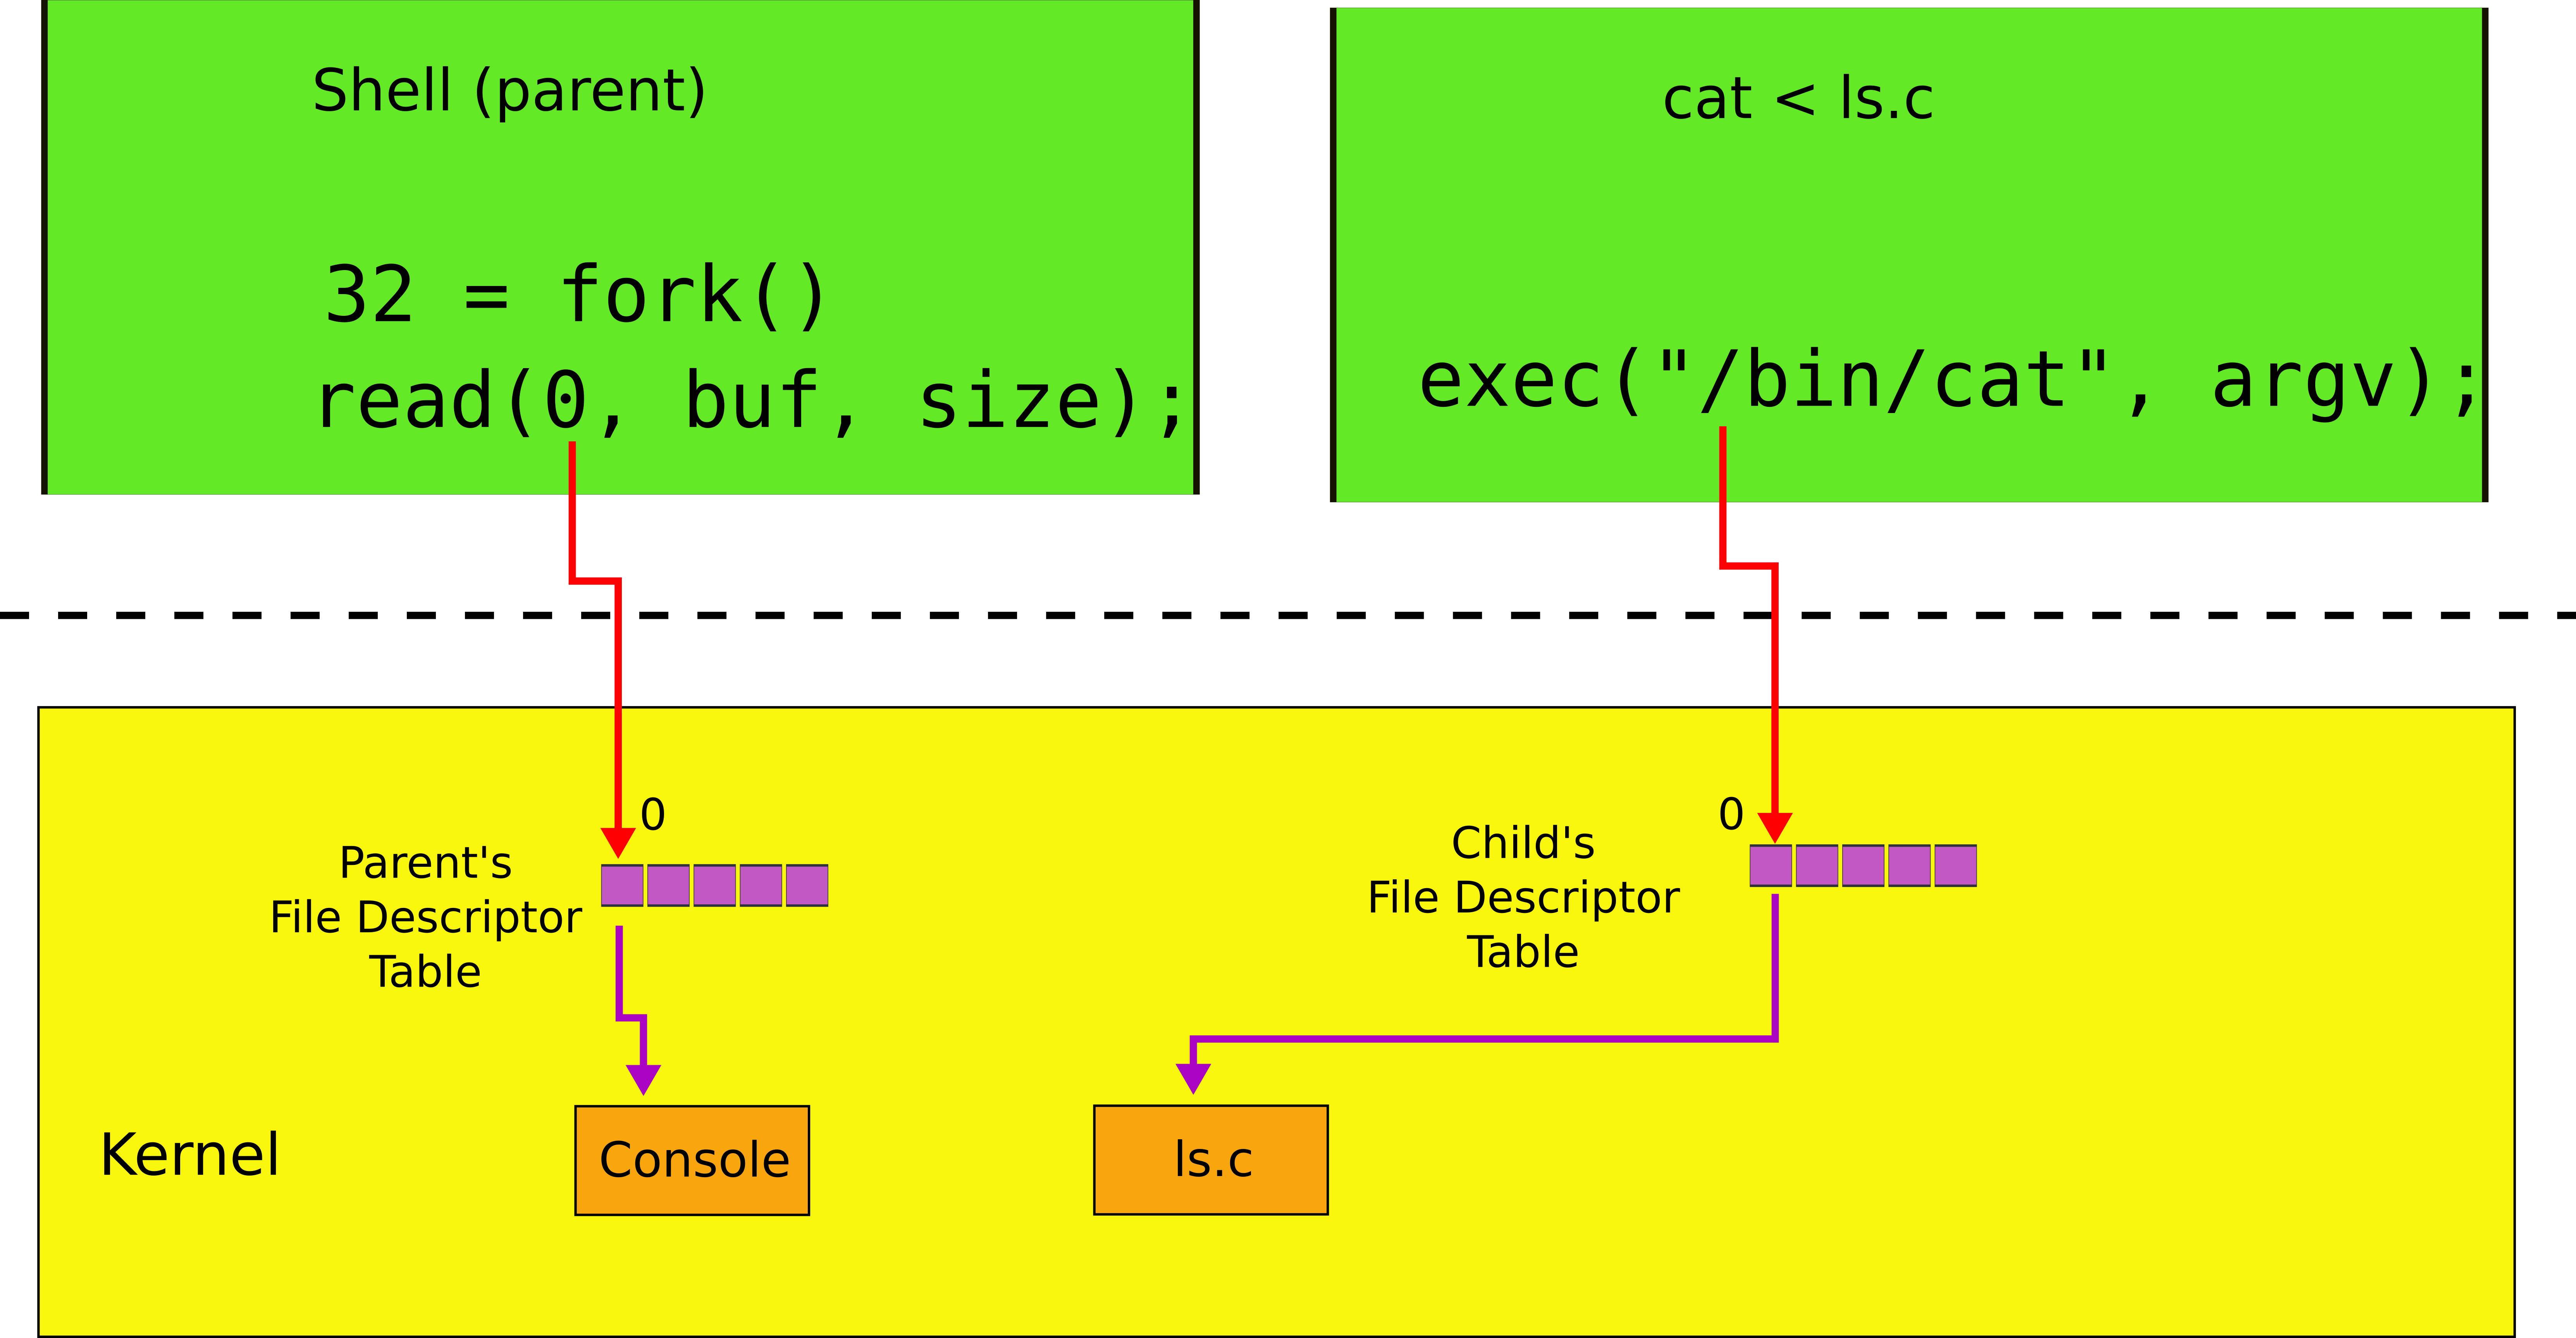 Shell (parent)
32 = fork()
read(0, buf, size);
cat < ls.c
exec("/bin/cat", argv);
0
Parent's
File Descriptor
Table
0
Child's
File Descriptor
Table
Kernel
Console
ls.c